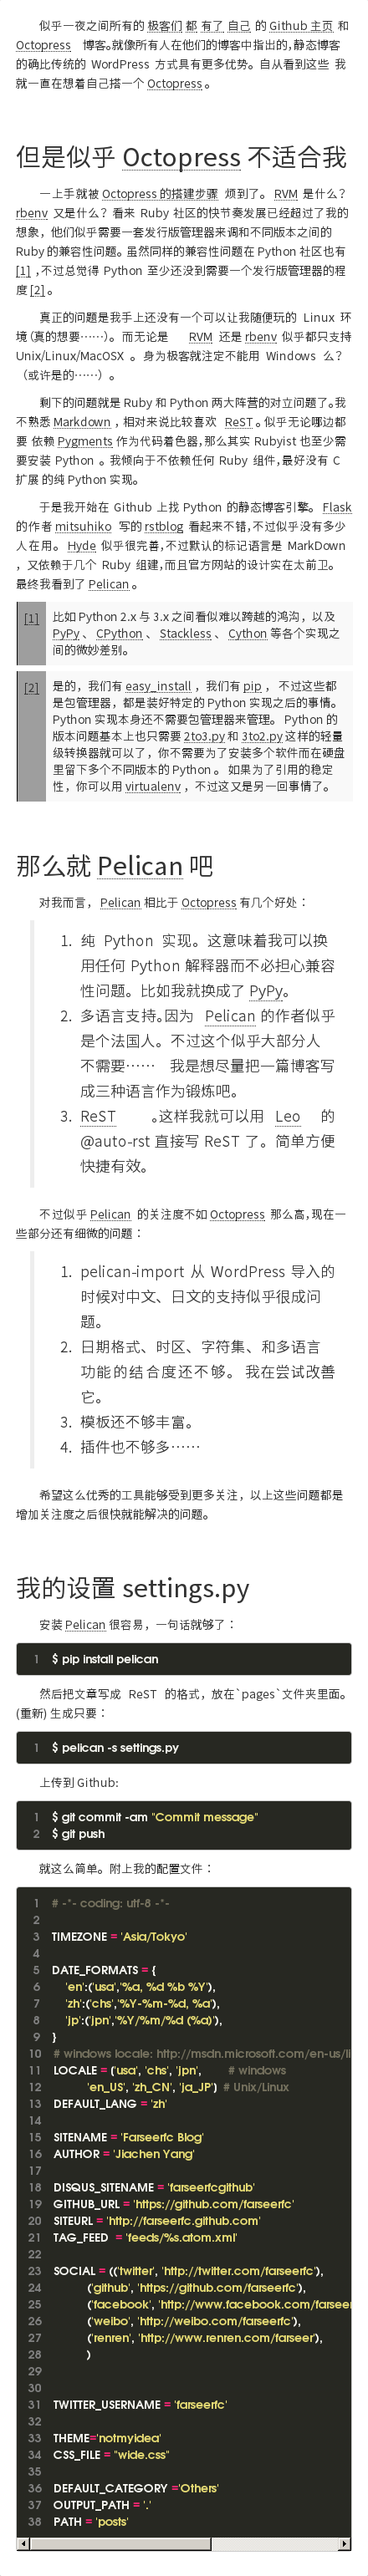 似乎一夜之间所有的 极客们 都 有了 自己 的 Github 主页 和
Octopress 博客。就像所有人在他们的博客中指出的，静态博客
的确比传统的 WordPress 方式具有更多优势。 自从看到这些 我
就一直在想着自己搭一个 Octopress 。
但是似乎 Octopress 不适合我
一上手就被 Octopress 的搭建步骤 烦到了。 RVM 是什么？
rbenv 又是什么？ 看来 Ruby 社区的快节奏发展已经超过了我的
想象，他们似乎需要一套发行版管理器来调和不同版本之间的
Ruby 的兼容性问题。 虽然同样的兼容性问题在 Python 社区也有
[1] ，不过总觉得 Python 至少还没到需要一个发行版管理器的程
度 [2] 。
真正的问题是我手上还没有一个可以让我随便玩的 Linux 环
境（真的想要……）。 而无论是 RVM 还是 rbenv 似乎都只支持
Unix/Linux/MacOSX 。 身为极客就注定不能用 Windows 么？
（或许是的……）。
剩下的问题就是 Ruby 和 Python 两大阵营的对立问题了。我
不熟悉 Markdown ，相对来说比较喜欢 ReST 。似乎无论哪边都
要 依赖 Pygments 作为代码着色器，那么其实 Rubyist 也至少需
要安装 Python 。我倾向于不依赖任何 Ruby 组件，最好没有 C
扩展 的纯 Python 实现。
于是我开始在 Github 上找 Python 的静态博客引擎。 Flask
的作者 mitsuhiko 写的 rstblog 看起来不错，不过似乎没有多少
人在用。 Hyde 似乎很完善，不过默认的标记语言是 MarkDown
，又依赖于几个 Ruby 组建，而且官方网站的设计实在太前卫。
最终我看到了 Pelican 。
[1] 比如 Python 2.x 与 3.x 之间看似难以跨越的鸿沟，以及
PyPy 、 CPython 、 Stackless 、 Cython 等各个实现之
间的微妙差别。
[2] 是的，我们有 easy_install ，我们有 pip ， 不过这些都
是包管理器，都是装好特定的 Python 实现之后的事情。
Python 实现本身还不需要包管理器来管理。 Python 的
版本问题基本上也只需要 2to3.py 和 3to2.py 这样的轻量
级转换器就可以了，你不需要为了安装多个软件而在硬盘
里留下多个不同版本的 Python 。 如果为了引用的稳定
性，你可以用 virtualenv ，不过这又是另一回事情了。
那么就 Pelican 吧
对我而言， Pelican 相比于 Octopress 有几个好处：
1. 纯 Python 实现。这意味着我可以换
用任何 Python 解释器而不必担心兼容
性问题。比如我就换成了 PyPy。
2. 多语言支持。因为 Pelican 的作者似乎
是个法国人。不过这个似乎大部分人
不需要…… 我是想尽量把一篇博客写
成三种语言作为锻炼吧。
3. ReST 。这样我就可以用 Leo 的
@auto-rst 直接写 ReST 了。简单方便
快捷有效。
不过似乎 Pelican 的关注度不如 Octopress 那么高，现在一
些部分还有细微的问题：
1. pelican-import 从 WordPress 导入的
时候对中文、日文的支持似乎很成问
题。
2. 日期格式、时区、字符集、和多语言
功能的结合度还不够。 我在尝试改善
它。
3. 模板还不够丰富。
4. 插件也不够多……
希望这么优秀的工具能够受到更多关注，以上这些问题都是
增加关注度之后很快就能解决的问题。
我的设置 settings.py
安装 Pelican 很容易，一句话就够了：
1 $ pip install pelican
然后把文章写成 ReST 的格式，放在`pages`文件夹里面。
(重新) 生成只要：
1 $ pelican -s settings.py
上传到 Github:
1 $ git commit -am "Commit message"
2 $ git push
就这么简单。附上我的配置文件：
1 # -*- coding: utf-8 -*-
2
3 TIMEZONE = 'Asia/Tokyo'
4
5 DATE_FORMATS = {
6 'en':('usa','%a, %d %b %Y'),
7 'zh':('chs','%Y-%m-%d, %a'),
8 'jp':('jpn','%Y/%m/%d (%a)'),
9 }
10 # windows locale: http://msdn.microsoft.com/en-us/li
11 LOCALE = ['usa', 'chs', 'jpn', # windows
12 'en_US', 'zh_CN', 'ja_JP'] # Unix/Linux
13 DEFAULT_LANG = 'zh'
14
15 SITENAME = 'Farseerfc Blog'
16 AUTHOR = 'Jiachen Yang'
17
18 DISQUS_SITENAME = 'farseerfcgithub'
19 GITHUB_URL = 'https://github.com/farseerfc'
20 SITEURL = 'http://farseerfc.github.com'
21 TAG_FEED = 'feeds/%s.atom.xml'
22
23 SOCIAL = (('twitter', 'http://twitter.com/farseerfc'),
24 ('github', 'https://github.com/farseerfc'),
25 ('facebook', 'http://www.facebook.com/farseer
26 ('weibo', 'http://weibo.com/farseerfc'),
27 ('renren', 'http://www.renren.com/farseer'),
28 )
29
30
31 TWITTER_USERNAME = 'farseerfc'
32
33 THEME='notmyidea'
34 CSS_FILE = "wide.css"
35
36 DEFAULT_CATEGORY ='Others'
37 OUTPUT_PATH = '.'
38 PATH = 'posts'